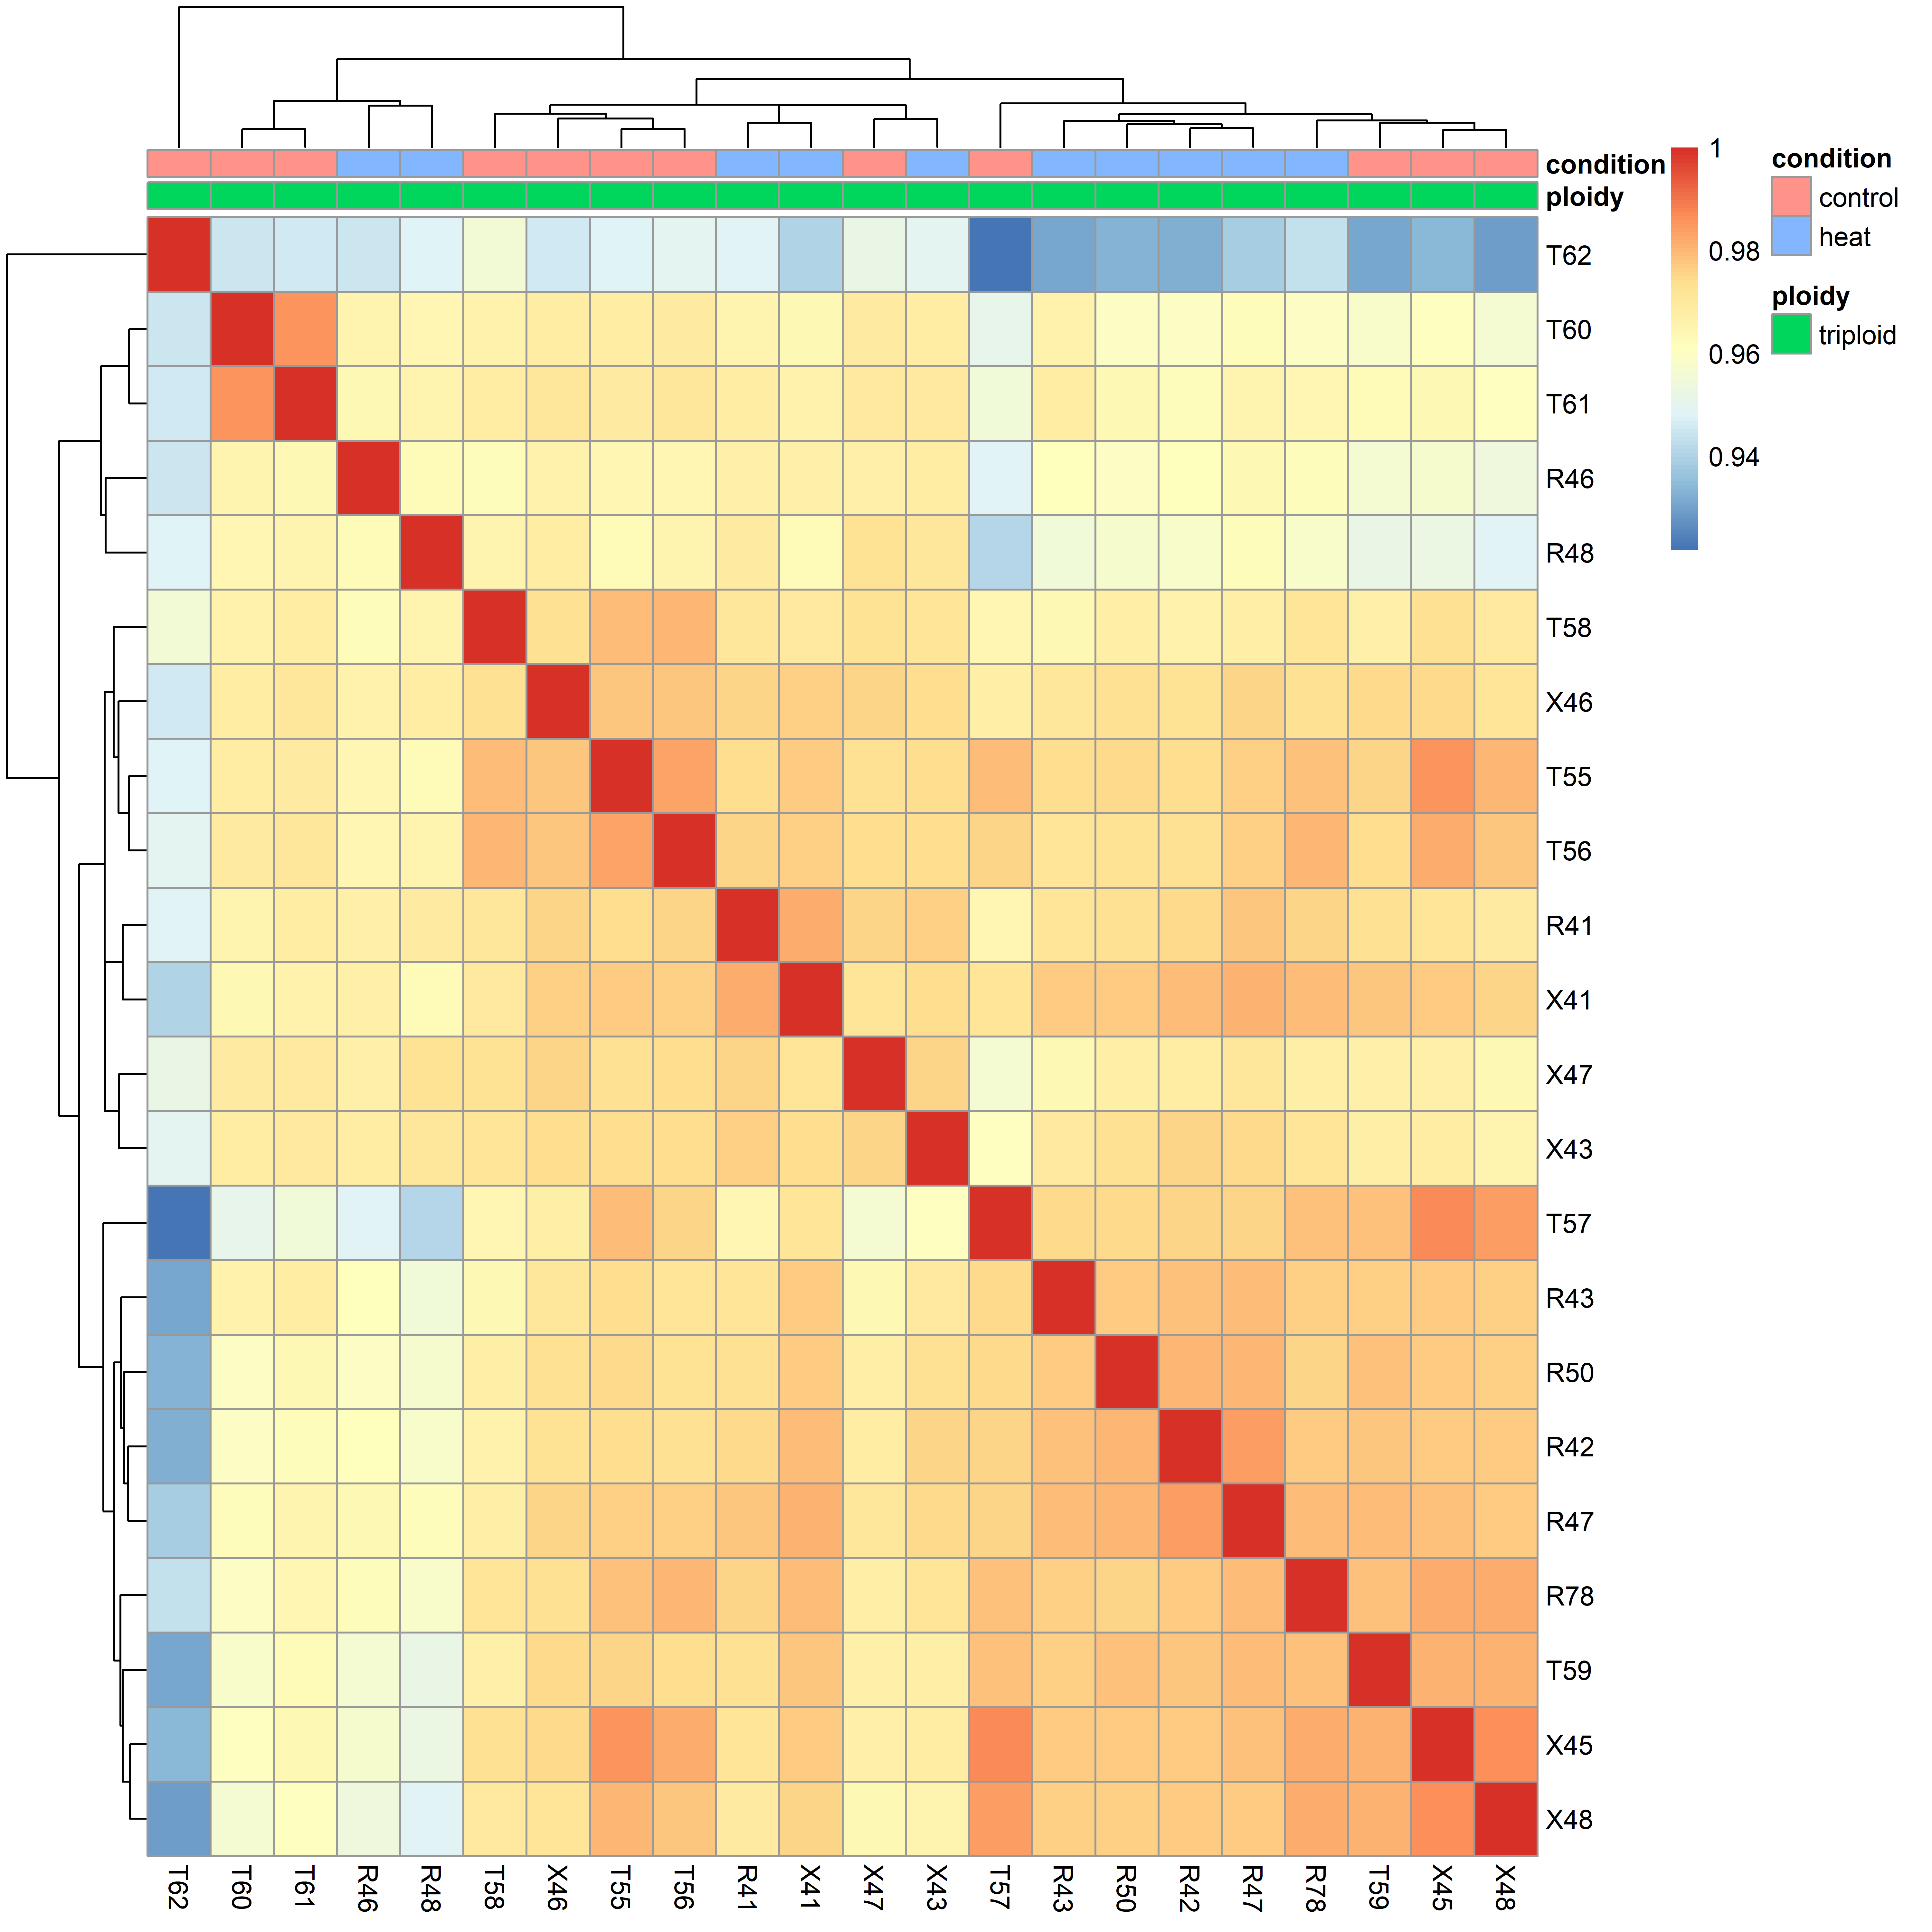 condition
ploidy
1
0.98
0.96
0.94
condition
control
heat
ploidy
triploid
T62
T60
T61
R46
R48
T58
X46
T55
T56
R41
X41
X47
X43
T57
R43
R50
R42
R47
R78
T59
X45
X48
T62 T60 T61 R46 R48 T58 X46 T55 T56 R41 X41 X47 X43 T57 R43 R50 R42 R47 R78 T59 X45 X48